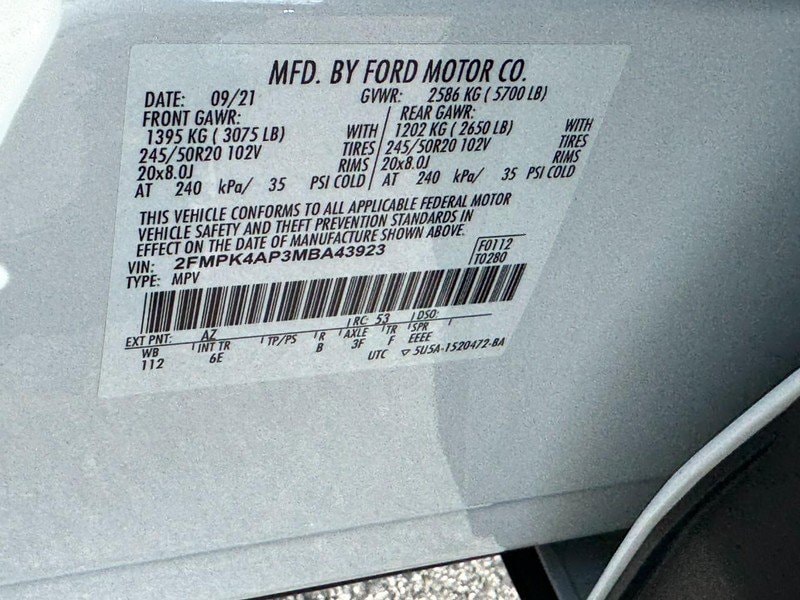 MFD. BY FORD MOTOR CO.
DATE: 09/21 GVWR: 2586 KG ( 5700 LB)
FRONT GAWR: REAR GAWR:
1395 KG ( 3075 LB) WITH 1202 KG ( 2650 LB) WITH
245/50R20 102V TIRES 245/50R20 102V TIRES
20x8.0J RIMS 20x8.0J RIMS
AT 240 kPa/ 35 PSI COLD AT 240 kPa/ 35 PSI COLD
THIS VEHICLE CONFORMS TO ALL APPLICABLE FEDERAL MOTOR
VEHICLE SAFETY AND THEFT PREVENTION STANDARDS IN
EFFECT ON THE DATE OF MANUFACTURE SHOWN ABOVE.
VIN: 2FMPK4AP3MBA43923 F0112
TYPE: MPV T0280
EXT PNT: AZ RC: 53 DSO:
WB INT TR TP/PS R AXLE TR SPR
112 6E B 3F F EEEE
UTC ▽ 5U5A-1520472-BA